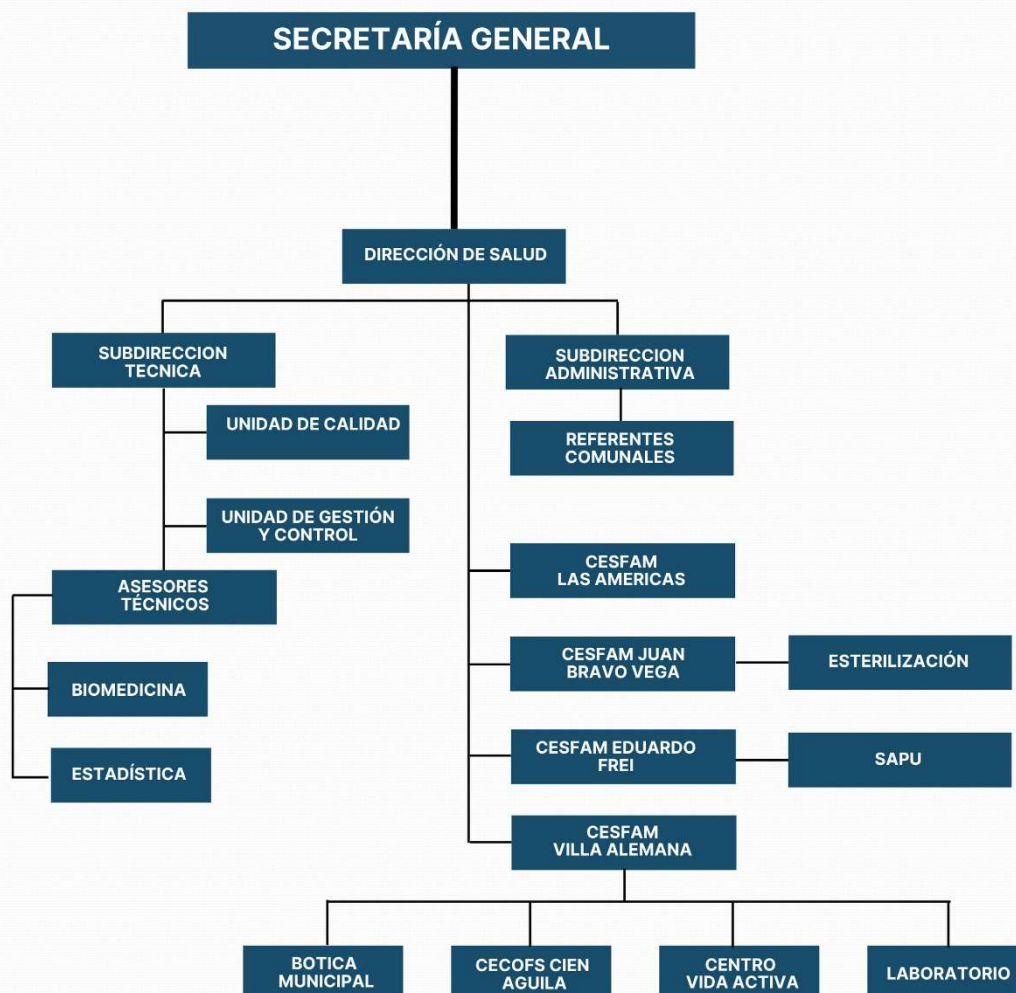 SECRETARÍA GENERAL
DIRECCIÓN DE SALUD
SUBDIRECCION
TECNICA
SUBDIRECCION
ADMINISTRATIVA
UNIDAD DE CALIDAD
REFERENTES
COMUNALES
UNIDAD DE GESTIÓN
Y CONTROL
ASESORES
TÉCNICOS
BIOMEDICINA
ESTADÍSTICA
CESFAM
LAS AMERICAS
CESFAM JUAN
BRAVO VEGA
ESTERILIZACIÓN
CESFAM EDUARDO
FREI
SAPU
CESFAM
VILLA ALEMANA
BOTICA
MUNICIPAL
CECOFS CIEN
AGUILA
CENTRO
VIDA ACTIVA
LABORATORIO